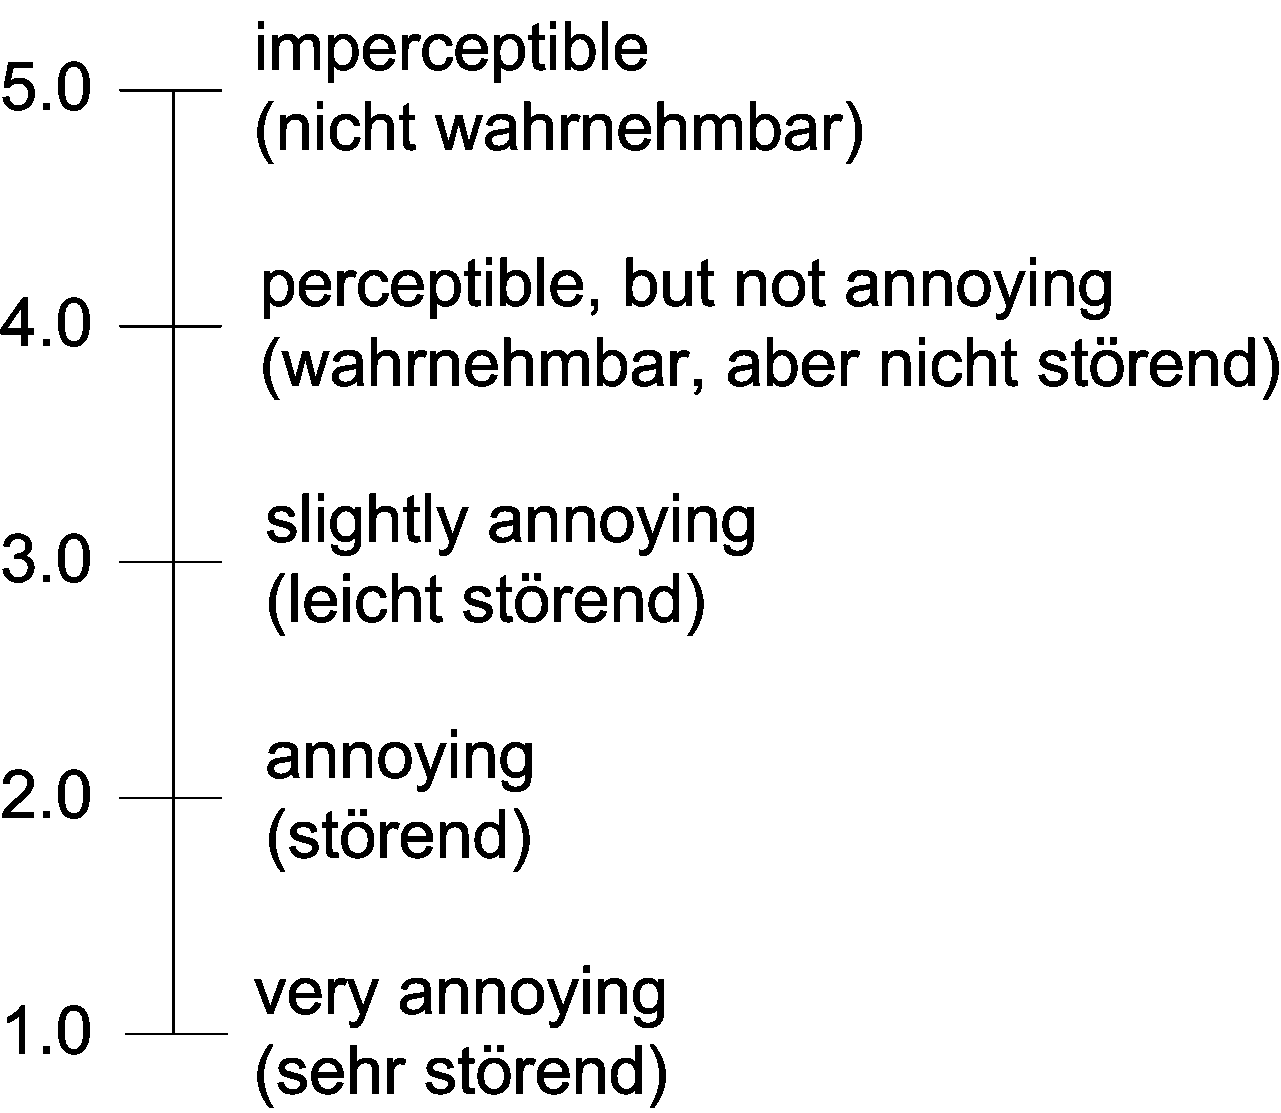 imperceptible
5.0
(nicht wahrnehmbar)
perceptible, but not annoying
4.0
(wahrnehmbar, aber nicht störend)
slightly annoying
3.0
(leicht störend)
annoying
2.0
(störend)
very annoying
1.0
(sehr störend)